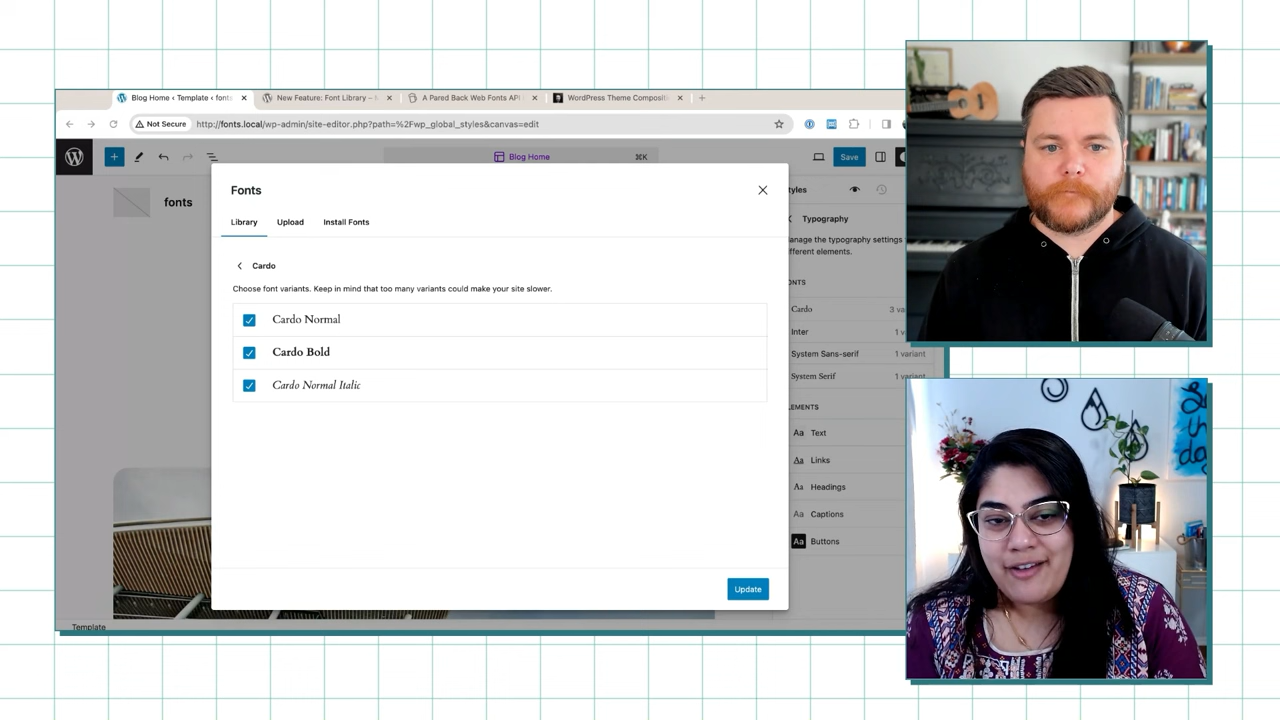 Blog Home ‹ Template ‹ fonts
New Feature: Font Library –
A Pared Back Web Fonts API
WordPress Theme Composit
Not Secure
http://fonts.local/wp-admin/site-editor.php?path=%2Fwp_global_styles&canvas=edit
Blog Home
⌘K
Save
fonts
Fonts
Library
Upload
Install Fonts
Cardo
Choose font variants. Keep in mind that too many variants could make your site slower.
Cardo Normal
Cardo Bold
Cardo Normal Italic
Update
tyles
Typography
anage the typography settings
fferent elements.
ONTS
Cardo 3 va
Inter 1 v
System Sans-serif 1 variant
System Serif 1 variant
LEMENTS
Aa Text
Aa Links
Aa Headings
Aa Captions
Aa Buttons
Template